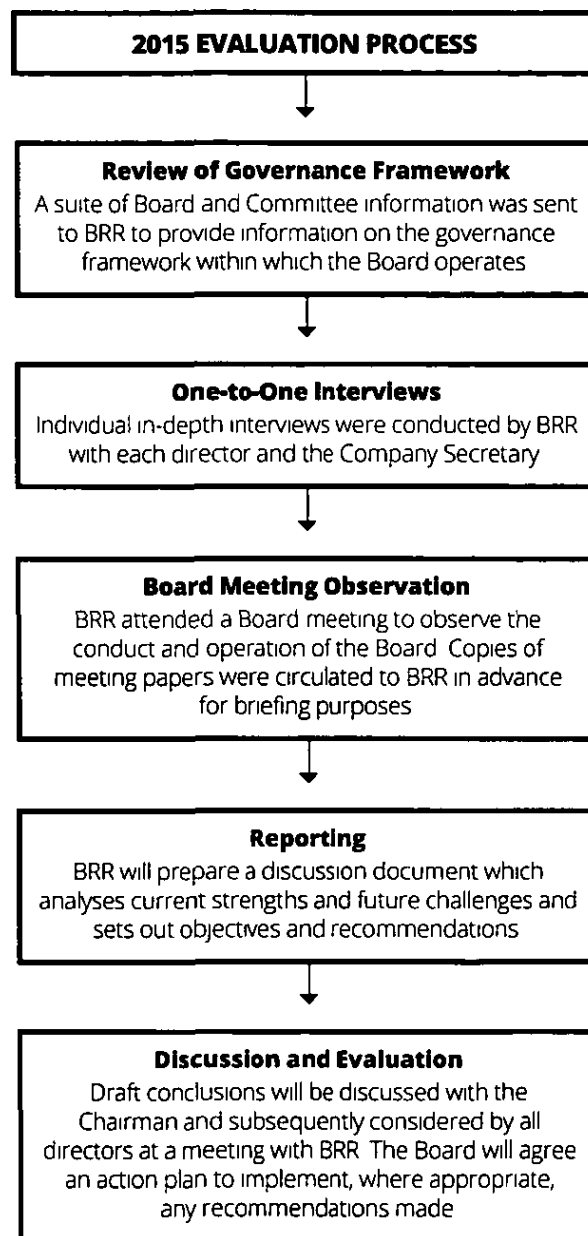 2015 EVALUATION PROCESS
Review of Governance Framework
A suite of Board and Committee information was sent
to BRR to provide information on the governance
framework within which the Board operates
One-to-One Interviews
Individual in-depth interviews were conducted by BRR
with each director and the Company Secretary
Board Meeting Observation
BRR attended a Board meeting to observe the
conduct and operation of the Board Copies of
meeting papers were circulated to BRR in advance
for briefing purposes
Reporting
BRR will prepare a discussion document which
analyses current strengths and future challenges and
sets out objectives and recommendations
Discussion and Evaluation
Draft conclusions will be discussed with the
Chairman and subsequently considered by all
directors at a meeting with BRR The Board will agree
an action plan to implement, where appropriate,
any recommendations made